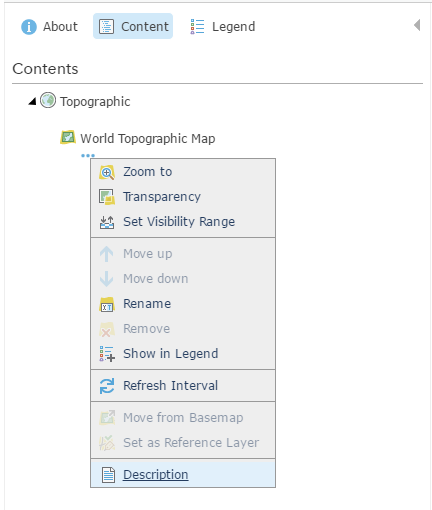 About Content Legend
Contents
Topographic
World Topographic Map
Zoom to
Transparency
Set Visibility Range
Move up
Move down
Rename
Remove
Show in Legend
Refresh Interval
Move from Basemap
Set as Reference Layer
Description